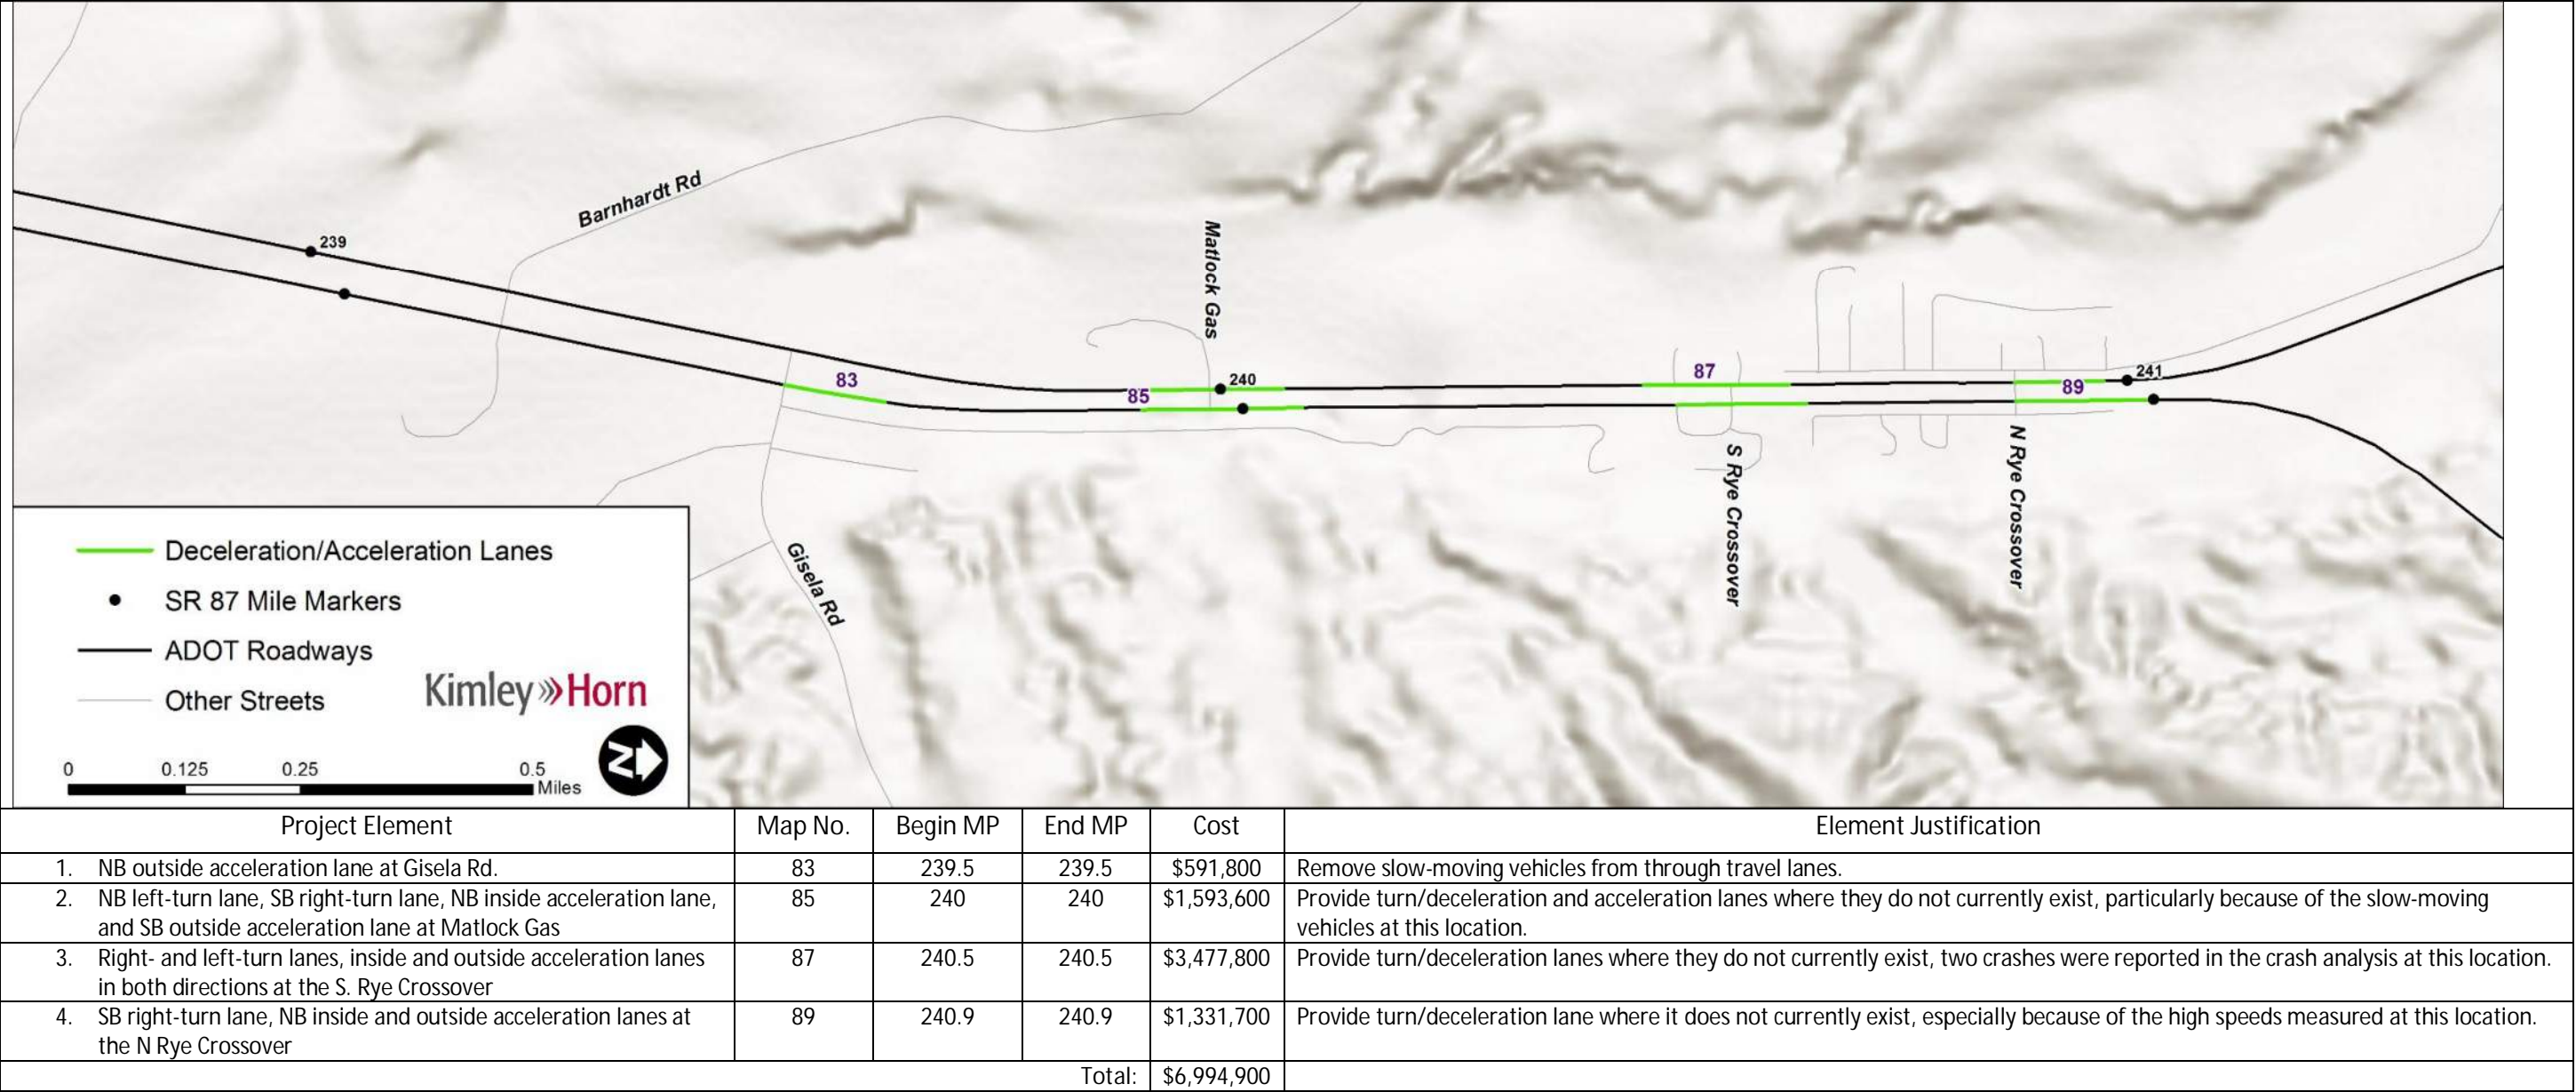 Barnhardt Rd
239
Matlock Gas
240
83
85
87
241
89
S Rye Crossover
N Rye Crossover
Gisela Rd
Deceleration/Acceleration Lanes
SR 87 Mile Markers
ADOT Roadways
Other Streets
Kimley»Horn
N
0 0.125 0.25 0.5
Miles
Project Element Map No. Begin MP End MP Cost Element Justification
1. NB outside acceleration lane at Gisela Rd. 83 239.5 239.5 $591,800 Remove slow-moving vehicles from through travel lanes.
2. NB left-turn lane, SB right-turn lane, NB inside acceleration lane, 85 240 240 $1,593,600 Provide turn/deceleration and acceleration lanes where they do not currently exist, particularly because of the slow-moving
and SB outside acceleration lane at Matlock Gas vehicles at this location.
3. Right- and left-turn lanes, inside and outside acceleration lanes 87 240.5 240.5 $3,477,800 Provide turn/deceleration lanes where they do not currently exist, two crashes were reported in the crash analysis at this location.
in both directions at the S. Rye Crossover
4. SB right-turn lane, NB inside and outside acceleration lanes at 89 240.9 240.9 $1,331,700 Provide turn/deceleration lane where it does not currently exist, especially because of the high speeds measured at this location.
the N Rye Crossover
Total: $6,994,900